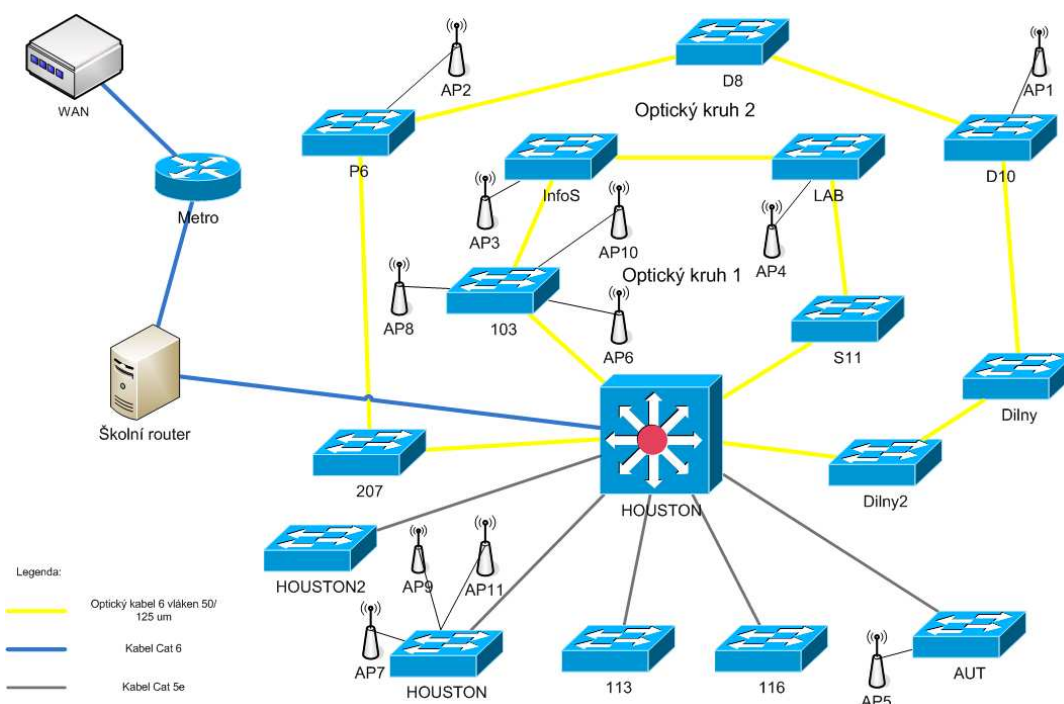 WAN
Metro
Školní router
AP2
D8
AP1
P6
Optický kruh 2
D10
InfoS
LAB
AP3
AP10
AP4
Optický kruh 1
AP8
103
AP6
S11
Dilny
207
HOUSTON
Dilny2
HOUSTON2
AP9
AP11
AP7
HOUSTON
113
116
AP5
AUT
Legenda:
Optický kabel 6 vláken 50/
125 um
Kabel Cat 6
Kabel Cat 5e